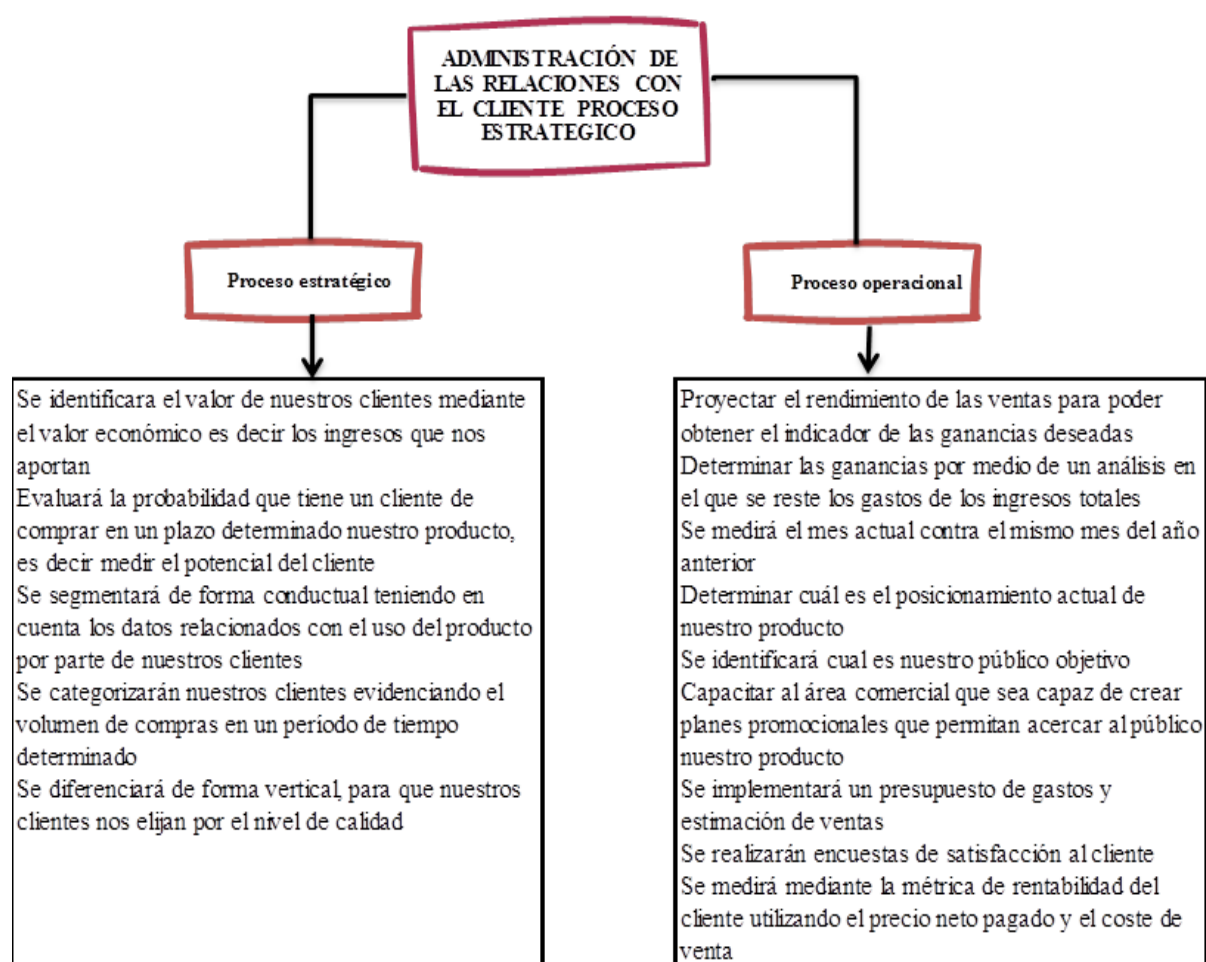 ADMINISTRACIÓN DE
LAS RELACIONES CON
EL CLIENTE PROCESO
ESTRATEGICO
Proceso estratégico
Proceso operacional
Se identificara el valor de nuestros clientes mediante
el valor económico es decir los ingresos que nos
aportan
Evaluará la probabilidad que tiene un cliente de
comprar en un plazo determinado nuestro producto,
es decir medir el potencial del cliente
Se segmentará de forma conductual teniendo en
cuenta los datos relacionados con el uso del producto
por parte de nuestros clientes
Se categorizarán nuestros clientes evidenciando el
volumen de compras en un período de tiempo
determinado
Se diferenciará de forma vertical, para que nuestros
clientes nos elijan por el nivel de calidad
Proyectar el rendimiento de las ventas para poder
obtener el indicador de las ganancias deseadas
Determinar las ganancias por medio de un análisis en
el que se reste los gastos de los ingresos totales
Se medirá el mes actual contra el mismo mes del año
anterior
Determinar cuál es el posicionamiento actual de
nuestro producto
Se identificará cual es nuestro público objetivo
Capacitar al área comercial que sea capaz de crear
planes promocionales que permitan acercar al público
nuestro producto
Se implementará un presupuesto de gastos y
estimación de ventas
Se realizarán encuestas de satisfacción al cliente
Se medirá mediante la métrica de rentabilidad del
cliente utilizando el precio neto pagado y el coste de
venta